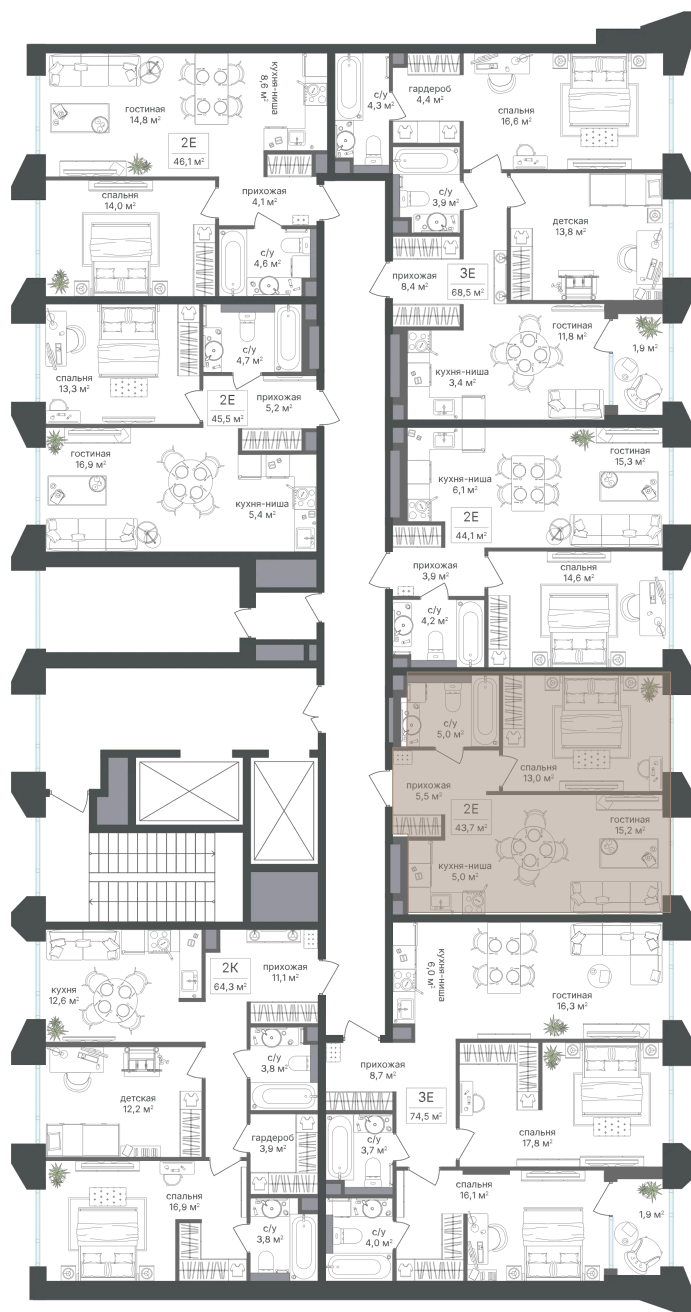 гостиная
14,8 м²
кухня-ниша
8,6 м²
2Е
46,1 м²
спальня
14,0 м²
прихожая
4,1 м²
с/у
4,6 м²
с/у
4,3 м²
гардероб
4,4 м²
спальня
16,6 м²
с/у
3,9 м²
детская
13,8 м²
прихожая
8,4 м²
3Е
68,5 м²
гостиная
11,8 м²
1,9 м²
кухня-ниша
3,4 м²
с/у
4,7 м²
спальня
13,3 м²
2Е
45,5 м²
прихожая
5,2 м²
гостиная
16,9 м²
кухня-ниша
5,4 м²
гостиная
15,3 м²
кухня-ниша
6,1 м²
2Е
44,1 м²
прихожая
3,9 м²
спальня
14,6 м²
с/у
4,2 м²
с/у
5,0 м²
спальня
13,0 м²
прихожая
5,5 м²
2Е
43,7 м²
гостиная
15,2 м²
кухня-ниша
5,0 м²
2К
64,3 м²
прихожая
11,1 м²
кухня
12,6 м²
с/у
3,8 м²
детская
12,2 м²
гардероб
3,9 м²
спальня
16,9 м²
с/у
3,8 м²
кухня-ниша
6,0 м²
гостиная
16,3 м²
прихожая
8,7 м²
3Е
74,5 м²
с/у
3,7 м²
спальня
17,8 м²
спальня
16,1 м²
1,9 м²
с/у
4,0 м²